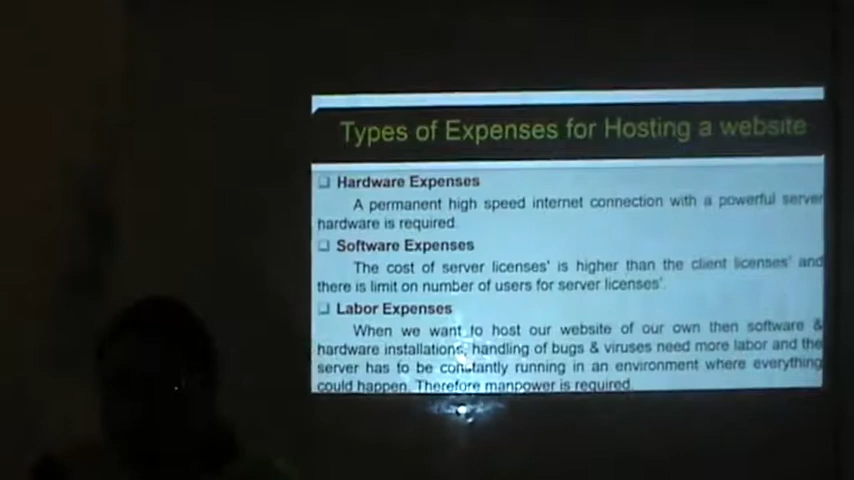 Types of Expenses for Hosting a website
Hardware Expenses
A permanent high speed internet connection with a powerful server
hardware is required.
Software Expenses
The cost of server licenses' is higher than the client licenses' and
there is limit on number of users for server licenses'.
Labor Expenses
When we want to host our website of our own then software &
hardware installations, handling of bugs & viruses need more labor and the
server has to be constantly running in an environment where everything
could happen. Therefore manpower is required.